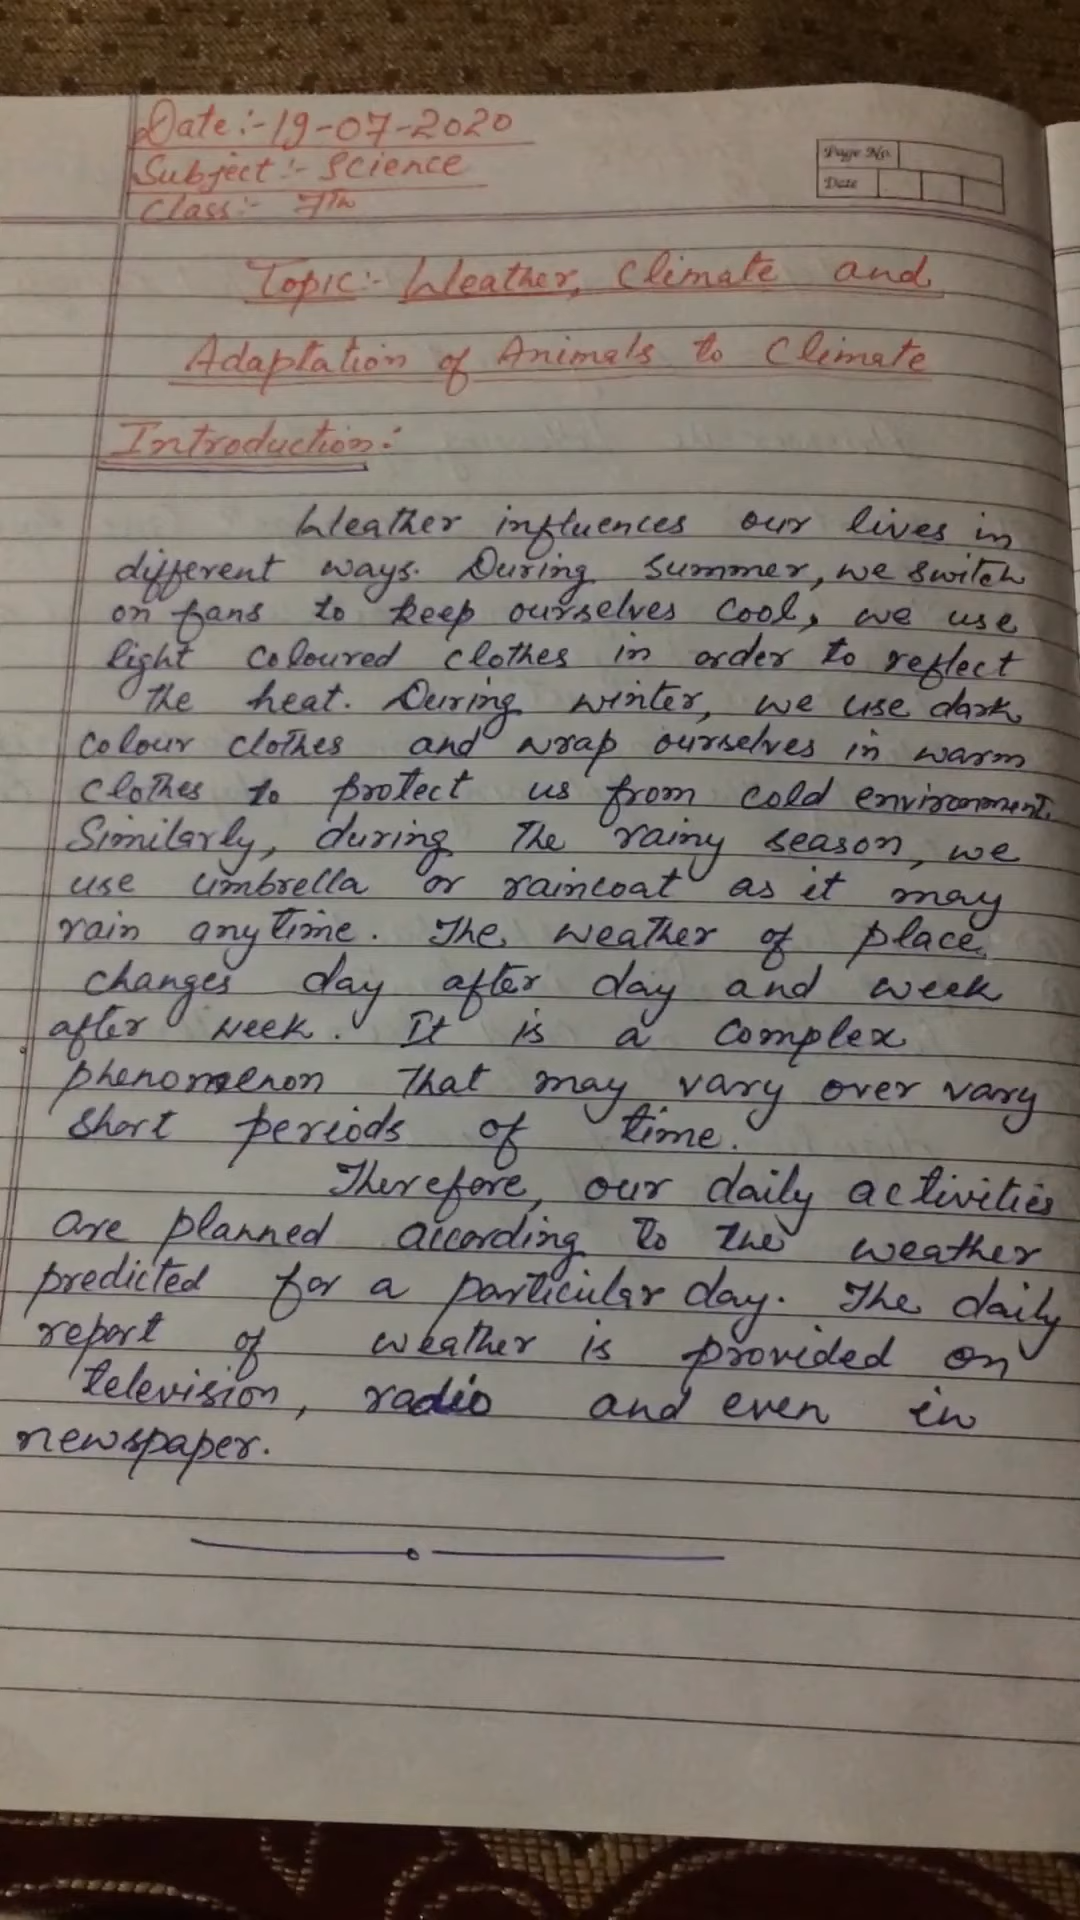 Date:- 19-07-2020
Subject:- Science
Class:- 7th
Page No.
Date
Topic:- Weather, Climate and
Adaptation of Animals to Climate
Introduction:
Weather influences our lives in
different ways. During summer, we switch
on fans to keep ourselves cool, we use
light coloured clothes in order to reflect
the heat. During winter, we use dark
colour clothes and wrap ourselves in warm
clothes to protect us from cold environment.
Similarly, during the rainy season, we
use umbrella or raincoat as it may
rain anytime. The weather of place
changes day after day and week
after week. It is a complex
phenomenon that may vary over vary
short periods of time.
Therefore, our daily activities
are planned according to the weather
predicted for a particular day. The daily
report of weather is provided on
television, radio and even in
newspaper.